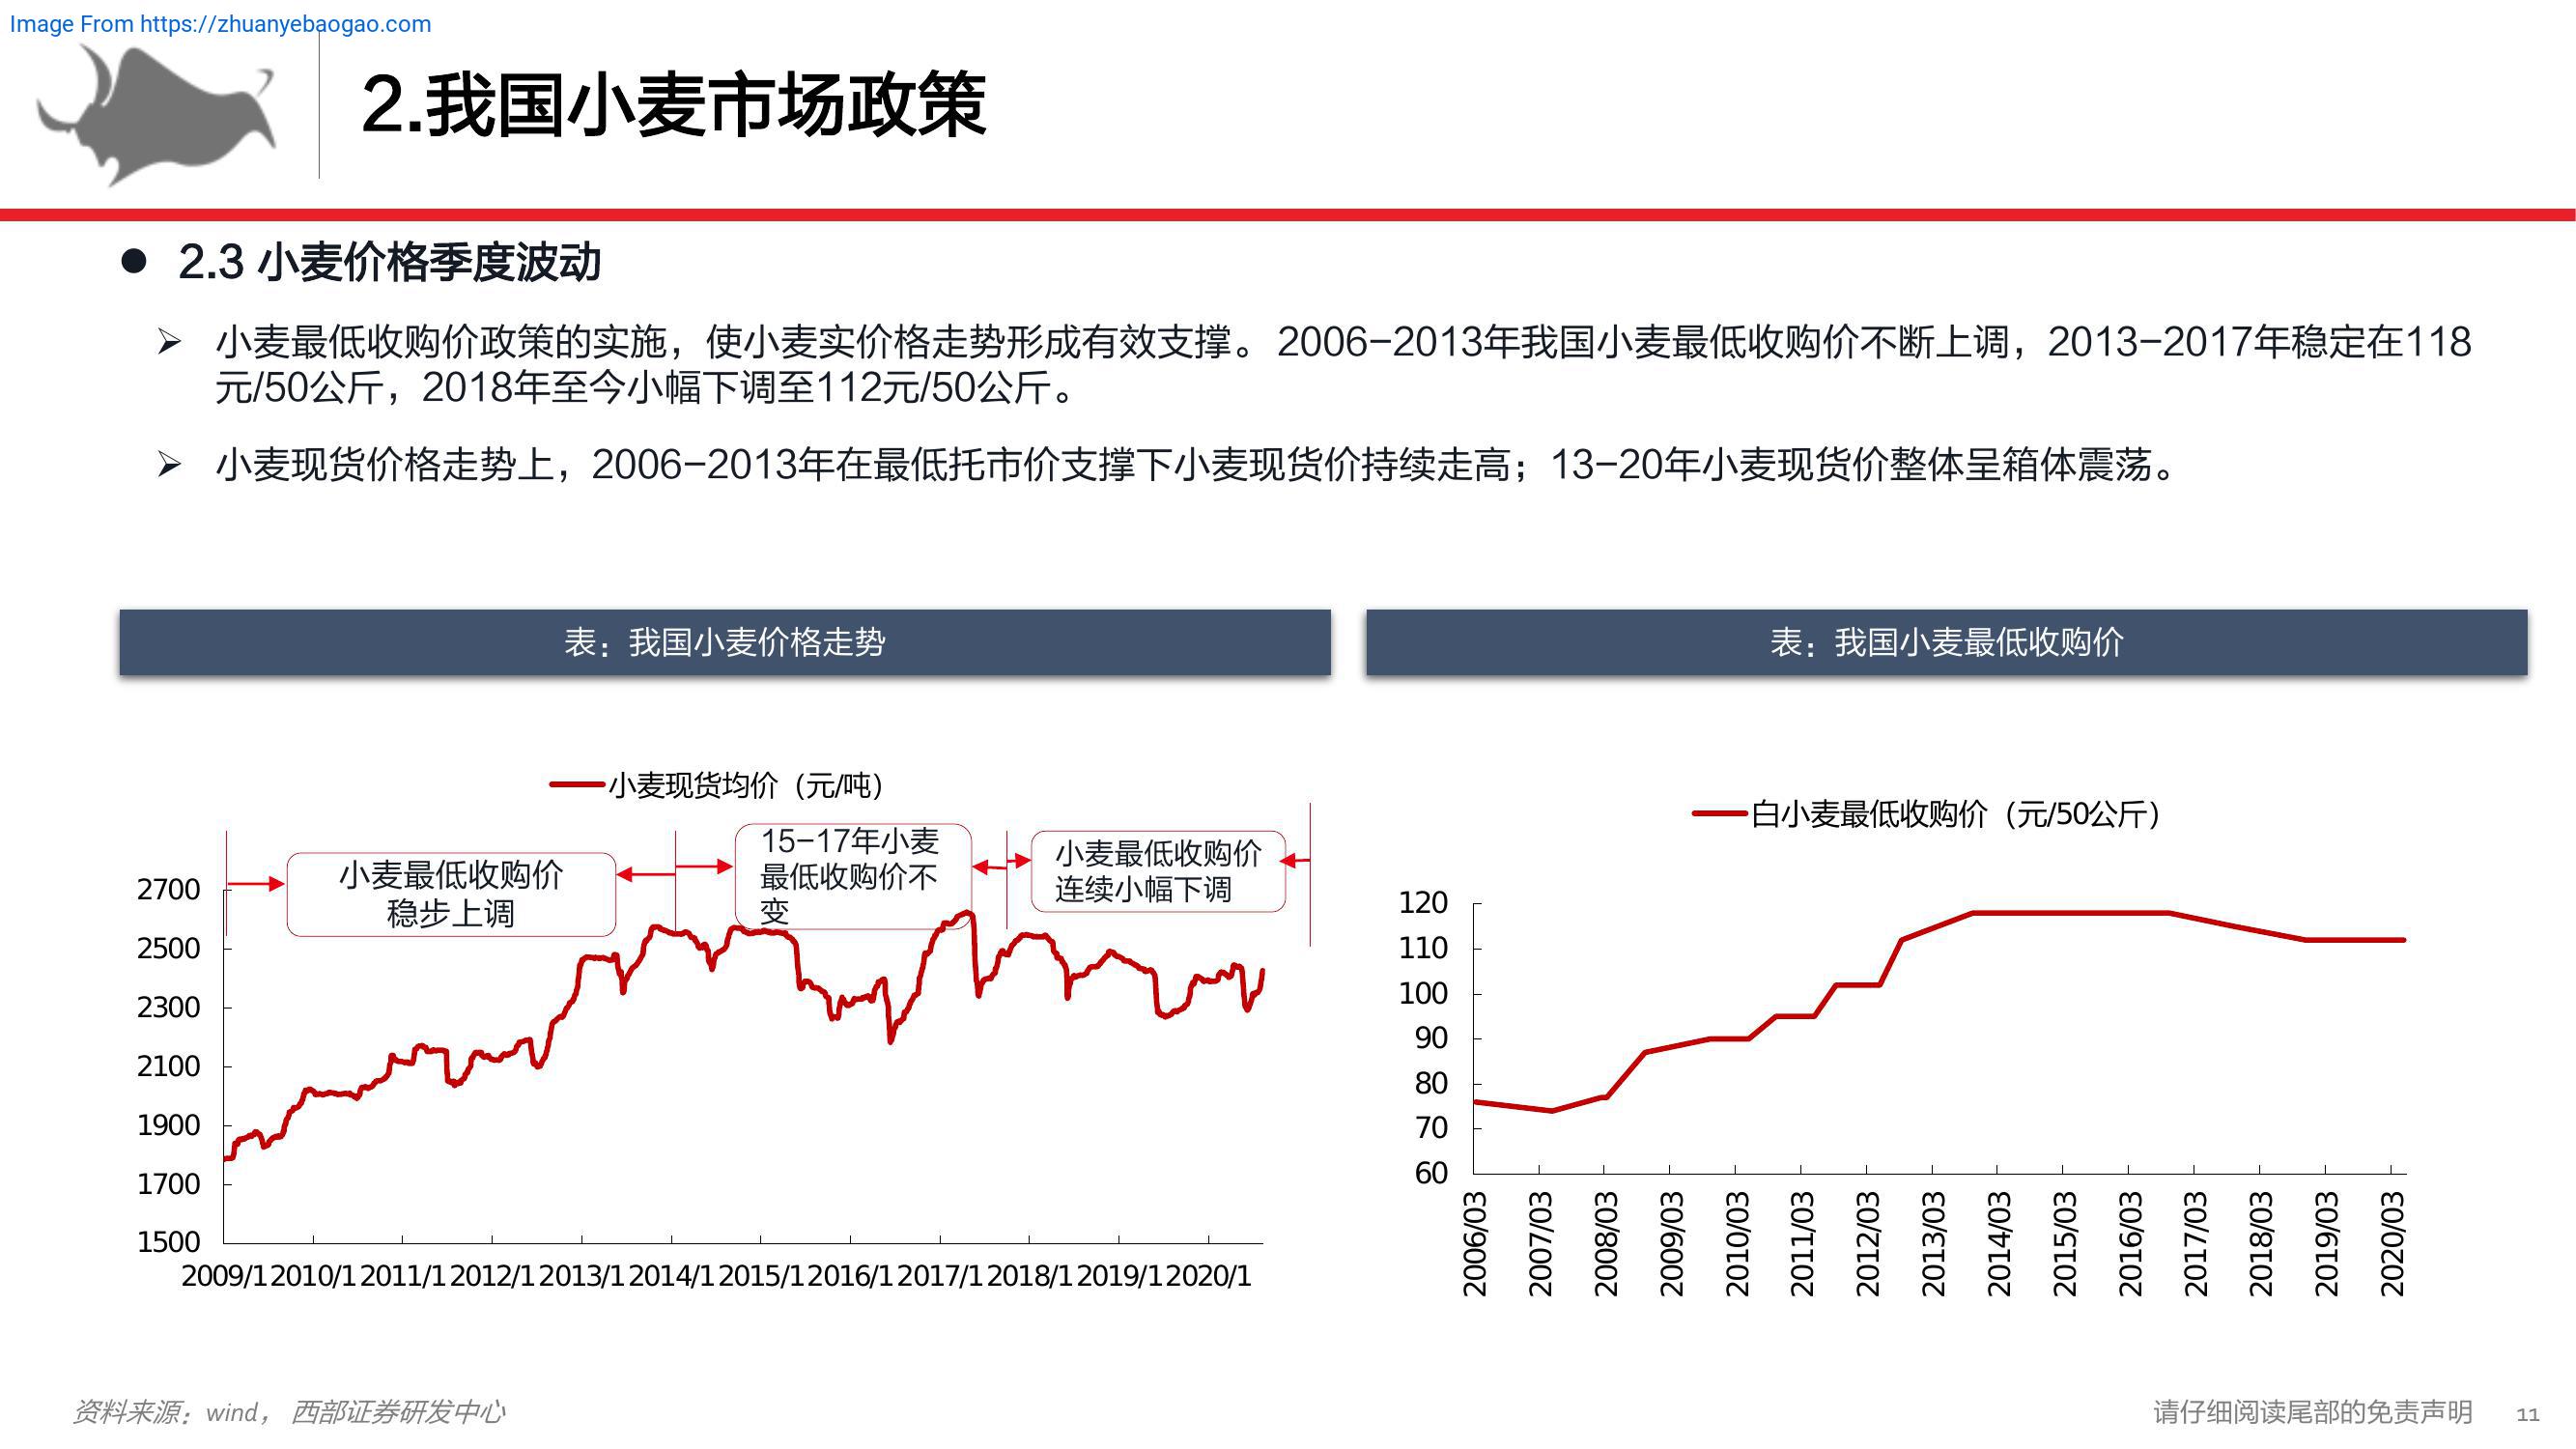 Image From https://zhuanyebaogao.com
2.我国小麦市场政策
● 2.3 小麦价格季度波动
➢ 小麦最低收购价政策的实施，使小麦实价格走势形成有效支撑。2006-2013年我国小麦最低收购价不断上调，2013-2017年稳定在118
元/50公斤，2018年至今小幅下调至112元/50公斤。
➢ 小麦现货价格走势上，2006-2013年在最低托市价支撑下小麦现货价持续走高；13-20年小麦现货价整体呈箱体震荡。
表：我国小麦价格走势
小麦现货均价（元/吨）
小麦最低收购价
稳步上调
15-17年小麦
最低收购价不
变
小麦最低收购价
连续小幅下调
2700
2500
2300
2100
1900
1700
1500
2009/1 2010/1 2011/1 2012/1 2013/1 2014/1 2015/1 2016/1 2017/1 2018/1 2019/1 2020/1
表：我国小麦最低收购价
白小麦最低收购价（元/50公斤）
120
110
100
90
80
70
60
2006/03
2007/03
2008/03
2009/03
2010/03
2011/03
2012/03
2013/03
2014/03
2015/03
2016/03
2017/03
2018/03
2019/03
2020/03
资料来源：wind， 西部证券研发中心
请仔细阅读尾部的免责声明 11